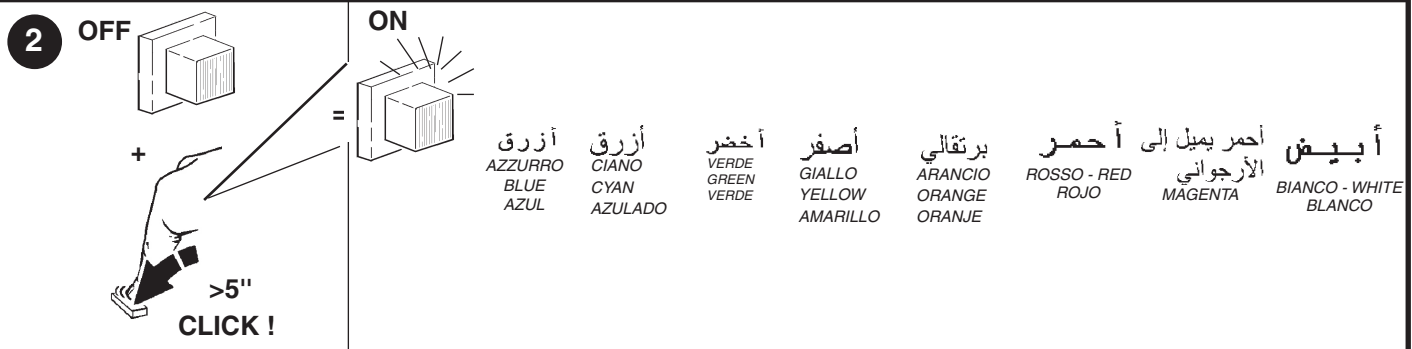 2
OFF
+
>5''
CLICK !
=
ON
أزرق
AZZURRO
BLUE
AZUL
أزرق
CIANO
CYAN
AZULADO
أخضر
VERDE
GREEN
VERDE
أصفر
GIALLO
YELLOW
AMARILLO
برتقالي
ARANCIO
ORANGE
ORANJE
أحمر
ROSSO - RED
ROJO
أحمر يميل إلى
الأرجواني
MAGENTA
أبيض
BIANCO - WHITE
BLANCO